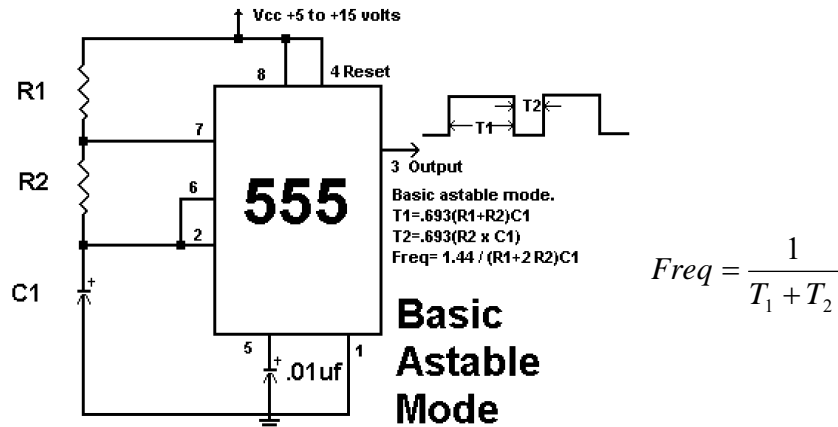 Vcc +5 to +15 volts
8
4 Reset
R1
7
T2
T1
3 Output
R2
6
555
Basic astable mode.
T1=.693(R1+R2)C1
T2=.693(R2 x C1)
Freq= 1.44 / (R1+2 R2)C1
2
Freq = 1 / T1 + T2
C1
+
5
+
.01uf
1
Basic
Astable
Mode